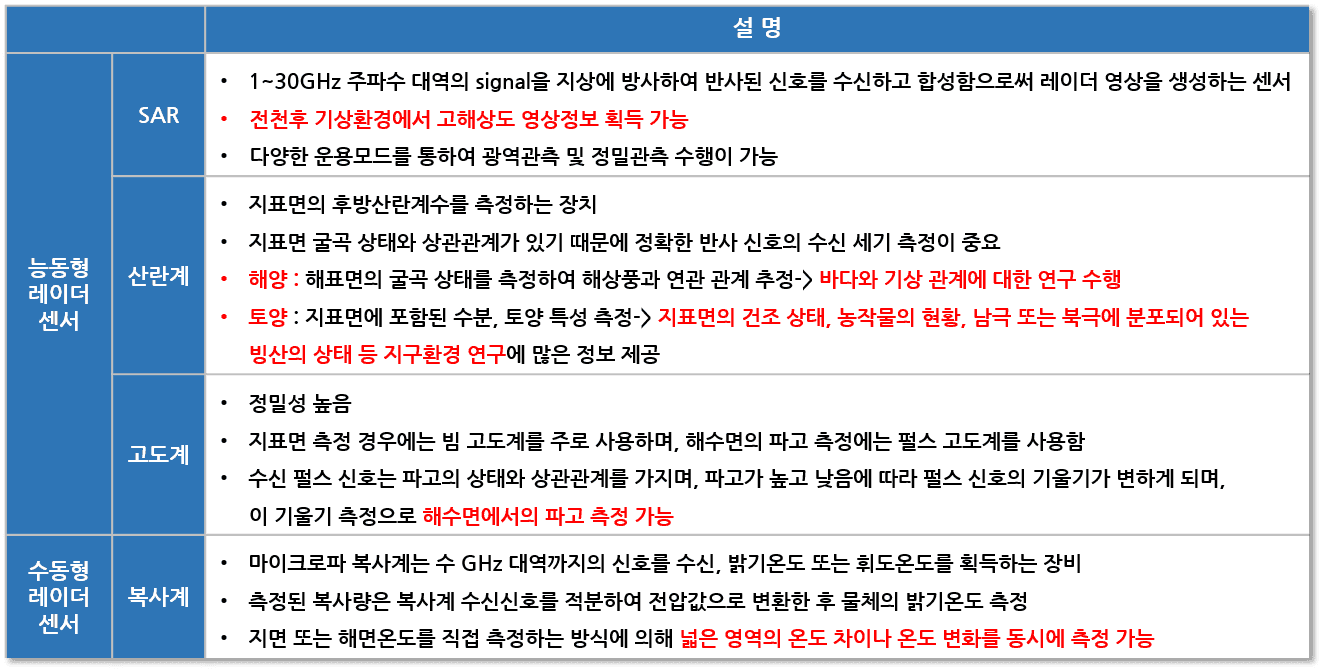 설 명
능동형
레이더
센서
SAR
• 1~30GHz 주파수 대역의 signal을 지상에 방사하여 반사된 신호를 수신하고 합성함으로써 레이더 영상을 생성하는 센서
• 전천후 기상환경에서 고해상도 영상정보 획득 가능
• 다양한 운용모드를 통하여 광역관측 및 정밀관측 수행이 가능
산란계
• 지표면의 후방산란계수를 측정하는 장치
• 지표면 굴곡 상태와 상관관계가 있기 때문에 정확한 반사 신호의 수신 세기 측정이 중요
• 해양 : 해표면의 굴곡 상태를 측정하여 해상풍과 연관 관계 추정-> 바다와 기상 관계에 대한 연구 수행
• 토양 : 지표면에 포함된 수분, 토양 특성 측정-> 지표면의 건조 상태, 농작물의 현황, 남극 또는 북극에 분포되어 있는
빙산의 상태 등 지구환경 연구에 많은 정보 제공
고도계
• 정밀성 높음
• 지표면 측정 경우에는 빔 고도계를 주로 사용하며, 해수면의 파고 측정에는 펄스 고도계를 사용함
• 수신 펄스 신호는 파고의 상태와 상관관계를 가지며, 파고가 높고 낮음에 따라 펄스 신호의 기울기가 변하게 되며,
이 기울기 측정으로 해수면에서의 파고 측정 가능
수동형
레이더
센서
복사계
• 마이크로파 복사계는 수 GHz 대역까지의 신호를 수신, 밝기온도 또는 휘도온도를 획득하는 장비
• 측정된 복사량은 복사계 수신신호를 적분하여 전압값으로 변환한 후 물체의 밝기온도 측정
• 지면 또는 해면온도를 직접 측정하는 방식에 의해 넓은 영역의 온도 차이나 온도 변화를 동시에 측정 가능